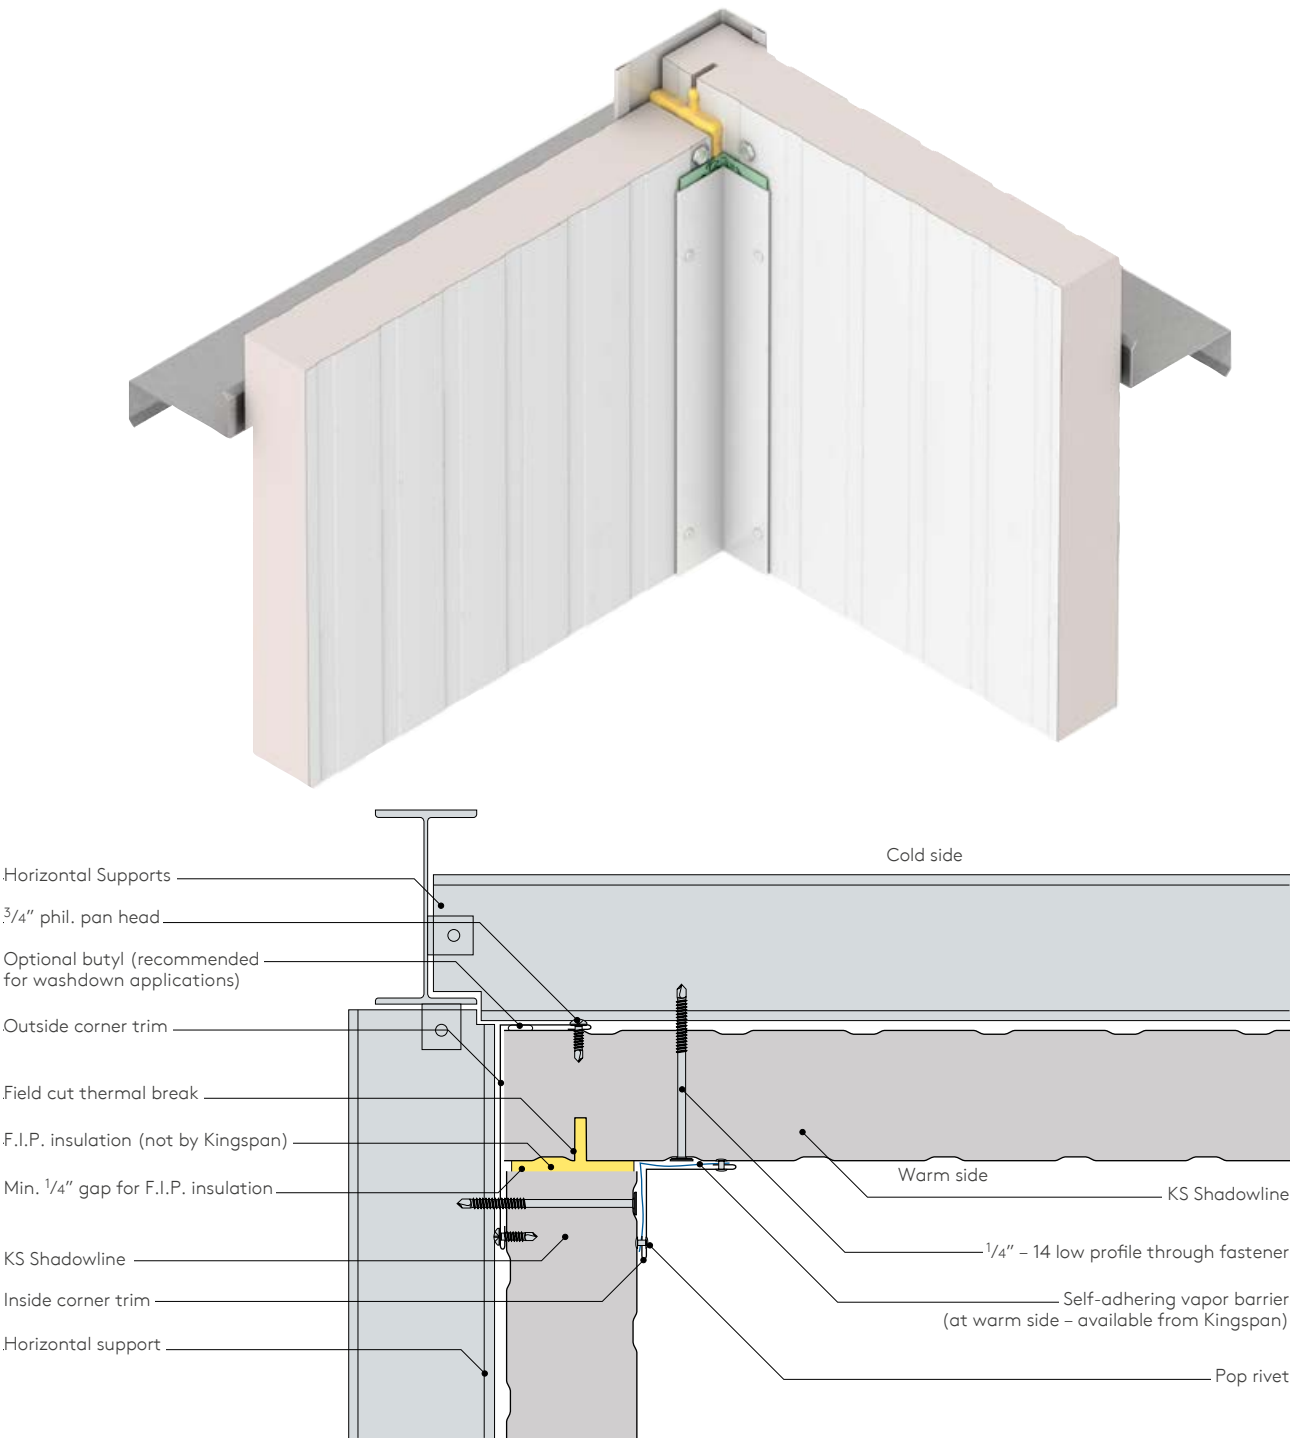 Cold side
Horizontal Supports
3/4" phil. pan head
Optional butyl (recommended
for washdown applications)
Outside corner trim
Field cut thermal break
F.I.P. insulation (not by Kingspan)
Min. 1/4" gap for F.I.P. insulation
KS Shadowline
Inside corner trim
Horizontal support
Warm side
KS Shadowline
1/4" – 14 low profile through fastener
Self-adhering vapor barrier
(at warm side – available from Kingspan)
Pop rivet